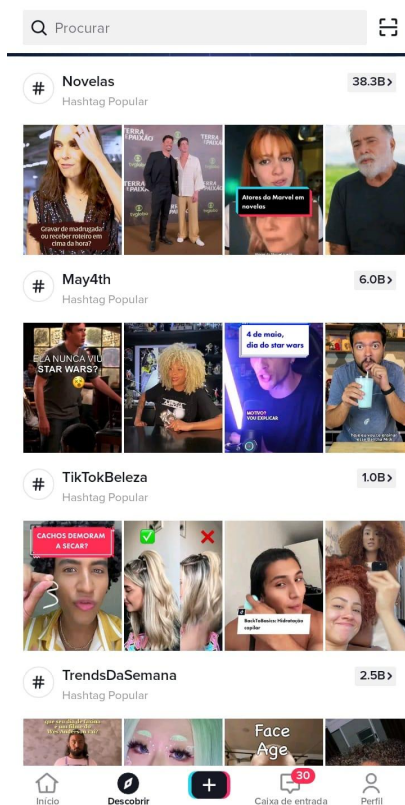 Procurar
Novelas
38.3B>
Hashtag Popular
Gravar de madrugada
ou receber roteiro em
cima da hora?
TERRA
E PAIXÃO
TERRA
PAIXÃO
Atores da Marvel em
novelas
May4th
6.0B>
Hashtag Popular
ELA NUNCA VIU
STAR WARS?
4 de maio,
dia do star wars
MOTIVO?
VOU EXPLICAR
TikTokBeleza
1.0B>
Hashtag Popular
CACHOS DEMORAM
A SECAR?
BackToBasics: Hidratação
capilar
TrendsDaSemana
2.5B>
Hashtag Popular
Face
Age
30
Início
Descobrir
Caixa de entrada
Perfil